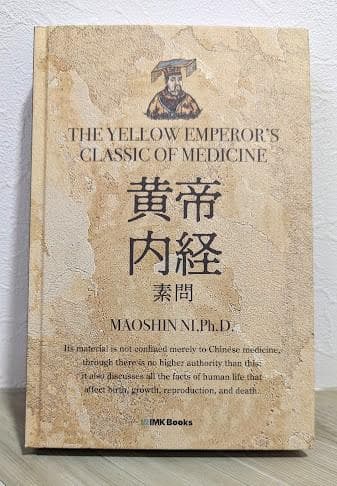 THE YELLOW EMPEROR'S
CLASSIC OF MEDICINE
黄帝
内経
素問
MAOSHIN NI,Ph.D.
Its material is not confined merely to Chinese medicine,
through there is no higher authority than this:
it also discusses all the facts of human life that
affect birth, growth, reproduction, and death.
IMK Books